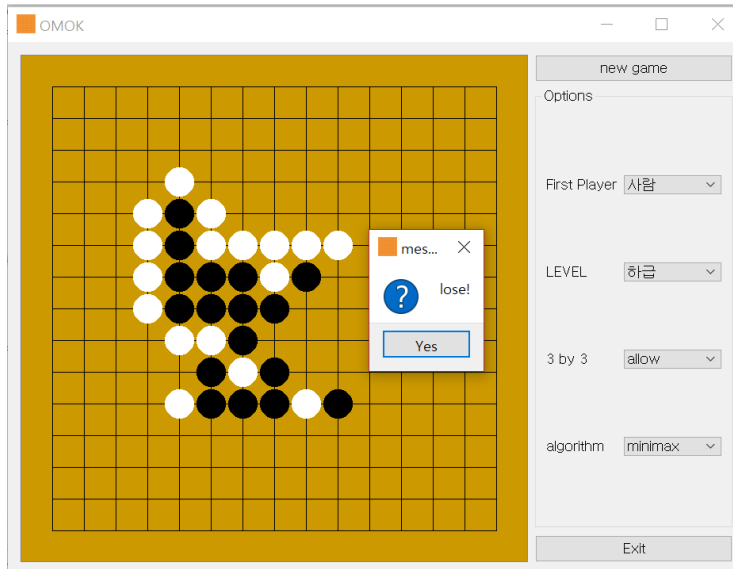 OMOK
new game
Options
First Player 사람
mes...
LEVEL 하급
lose!
?
Yes
3 by 3 allow
algorithm minimax
Exit